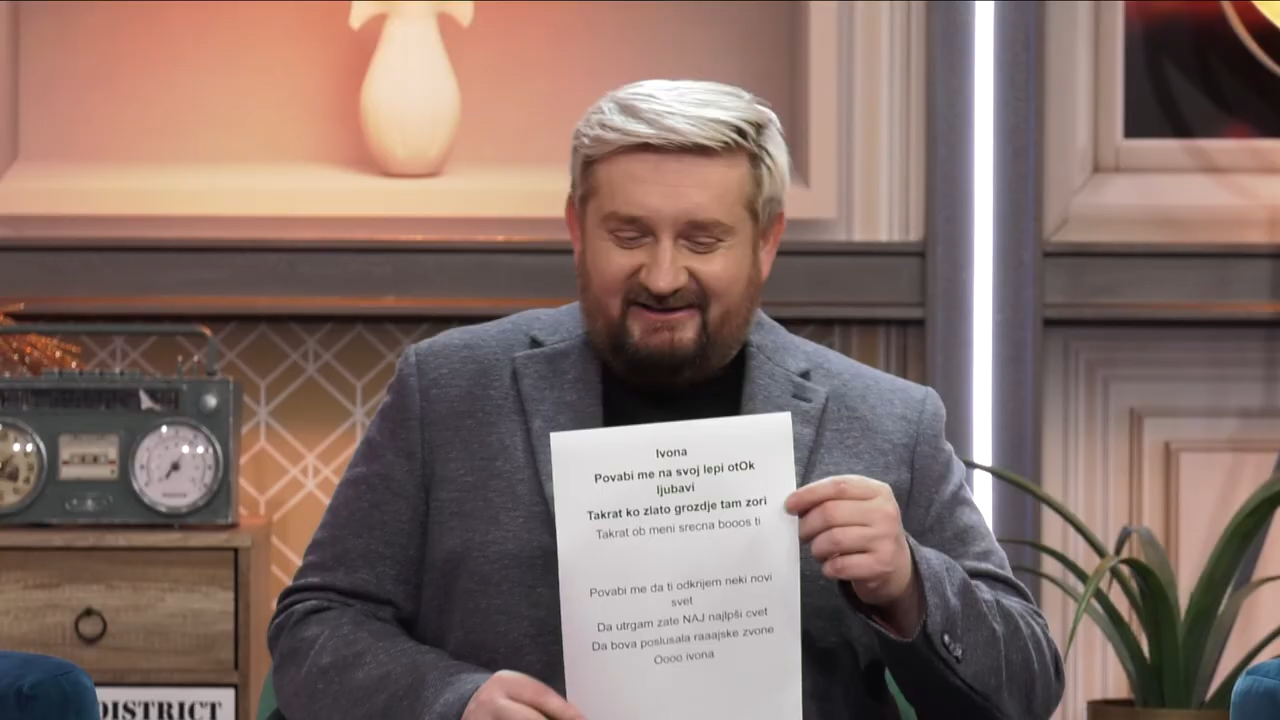 Ivona
Povabi me na svoj lepi otOk
ljubavi
Takrat ko zlato grozdje tam zori
Takrat ob meni srecna booos ti
Povabi me da ti odkrijem neki novi
svet
Da utrgam zate NAJ najlpši cvet
Da bova poslusala raaajske zvone
Oooo ivona
DISTRICT